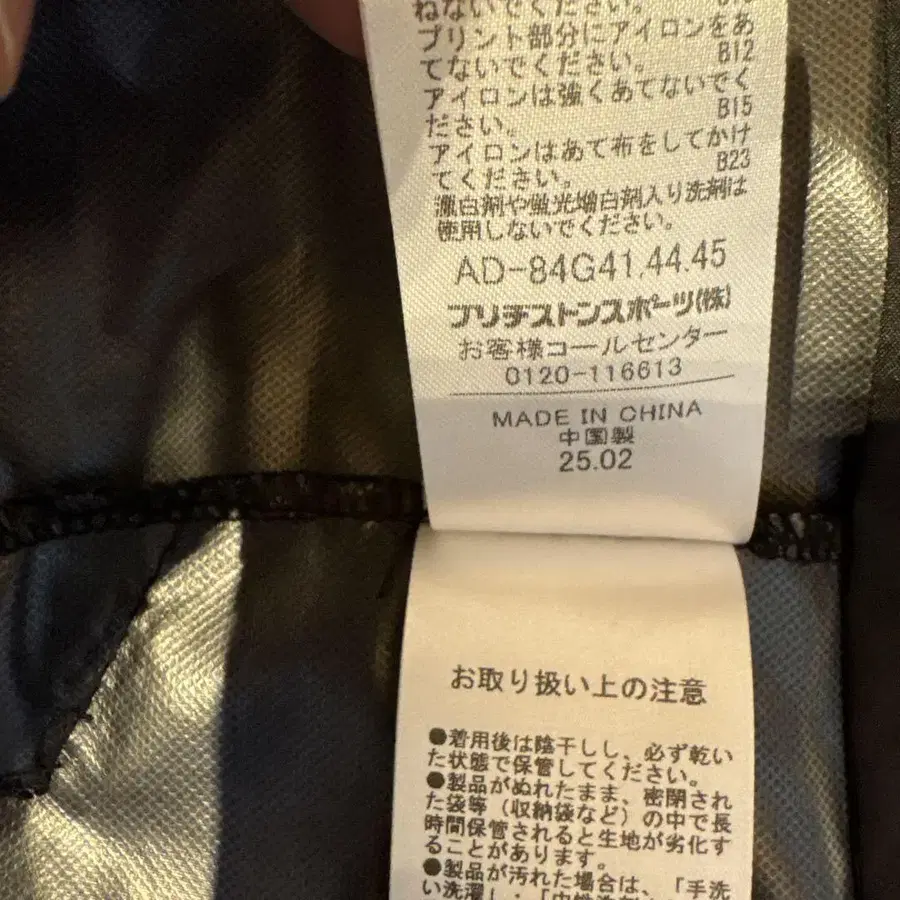 ねないでください。
プリント部分にアイロンをあ
てないでください。 B12
アイロンは強くあてないでく
ださい。 B15
アイロンはあて布をしてかけ
てください。 B23
漂白剤や蛍光増白剤入り洗剤は
使用しないでください。
AD-84G41.44.45
ブリヂストンスポーツ(株)
お客様コールセンター
0120-116613
MADE IN CHINA
中国製
25.02
お取り扱い上の注意
●着用後は陰干しし、必ず乾い
た状態で保管してください。
●製品がぬれたまま、密閉され
た袋等（収納袋など）の中で長
時間保管されると生地が劣化す
ることがあります。
●製品が汚れた場合は、「手洗
い洗濯」・「中性洗